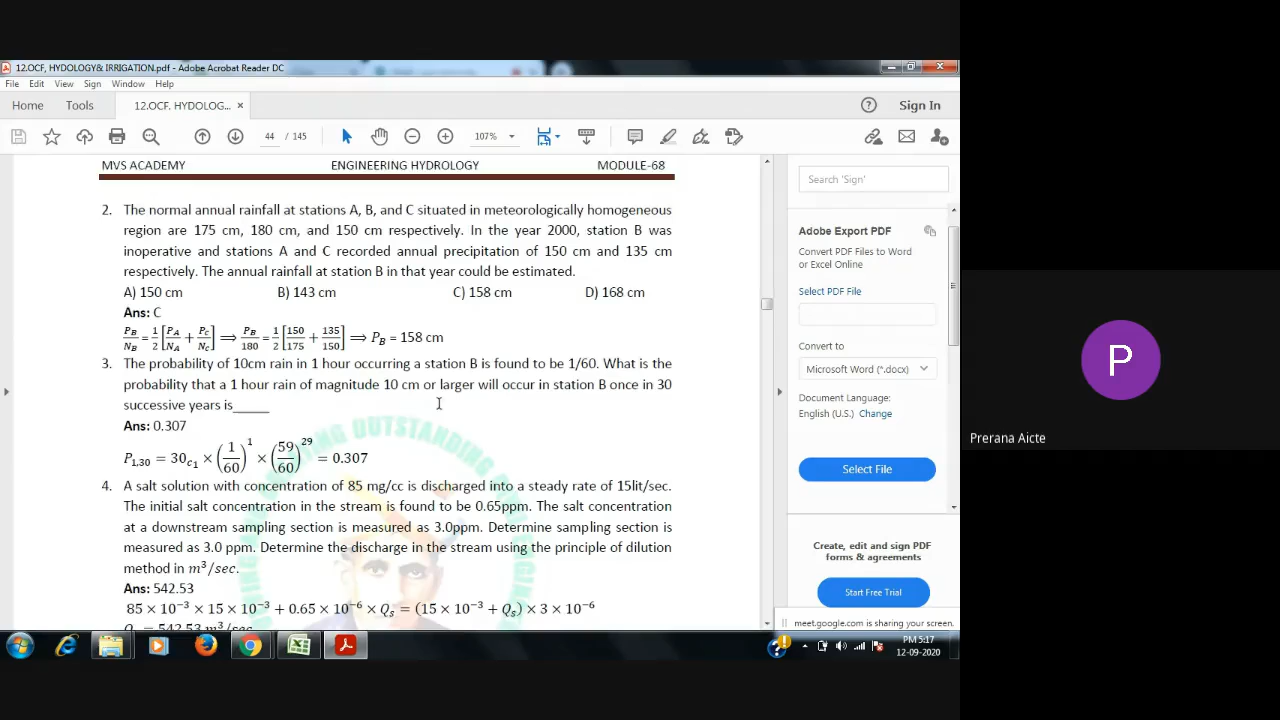 12.OCF, HYDOLOGY& IRRIGATION.pdf - Adobe Acrobat Reader DC
File Edit View Sign Window Help
Home Tools 12.OCF, HYDOLOG... × ? Sign In
44 / 145 107%
MVS ACADEMY ENGINEERING HYDROLOGY MODULE-68
2. The normal annual rainfall at stations A, B, and C situated in meteorologically homogeneous
region are 175 cm, 180 cm, and 150 cm respectively. In the year 2000, station B was
inoperative and stations A and C recorded annual precipitation of 150 cm and 135 cm
respectively. The annual rainfall at station B in that year could be estimated.
A) 150 cm B) 143 cm C) 158 cm D) 168 cm
Ans: C
P_B/N_B = 1/2 [P_A/N_A + P_C/N_C] ⟹ P_B/180 = 1/2 [150/175 + 135/150] ⟹ P_B = 158 cm
3. The probability of 10cm rain in 1 hour occurring a station B is found to be 1/60. What is the
probability that a 1 hour rain of magnitude 10 cm or larger will occur in station B once in 30
successive years is_____
Ans: 0.307
P_{1,30} = 30_{c_1} × (1/60)^1 × (59/60)^29 = 0.307
4. A salt solution with concentration of 85 mg/cc is discharged into a steady rate of 15lit/sec.
The initial salt concentration in the stream is found to be 0.65ppm. The salt concentration
at a downstream sampling section is measured as 3.0ppm. Determine sampling section is
measured as 3.0 ppm. Determine the discharge in the stream using the principle of dilution
method in m³/sec.
Ans: 542.53
85 × 10⁻³ × 15 × 10⁻³ + 0.65 × 10⁻⁶ × Q_s = (15 × 10⁻³ + Q_s) × 3 × 10⁻⁶
= 542.53 m³/sec
Search 'Sign'
Adobe Export PDF
Convert PDF Files to Word
or Excel Online
Select PDF File
Convert to
Microsoft Word (*.docx)
Document Language:
English (U.S.) Change
Select File
Create, edit and sign PDF
forms & agreements
Start Free Trial
meet.google.com is sharing your screen.
PM 5:17
12-09-2020
P
Prerana Aicte